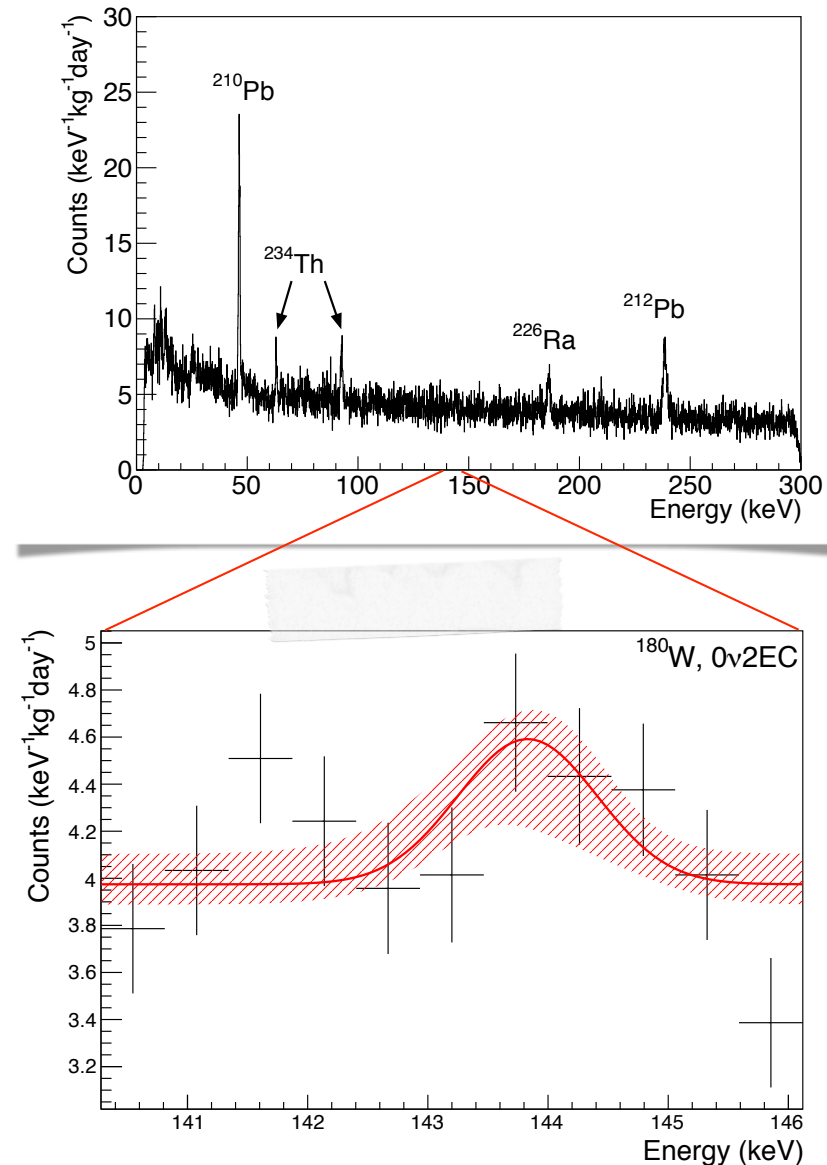 30
25
20
15
10
5
0
Counts (keV⁻¹kg⁻¹day⁻¹)
²¹⁰Pb
²³⁴Th
²²⁶Ra
²¹²Pb
0 50 100 150 200 250 300
Energy (keV)
¹⁸⁰W, 0ν2EC
5
4.8
4.6
4.4
4.2
4
3.8
3.6
3.4
3.2
Counts (keV⁻¹kg⁻¹day⁻¹)
141 142 143 144 145 146
Energy (keV)